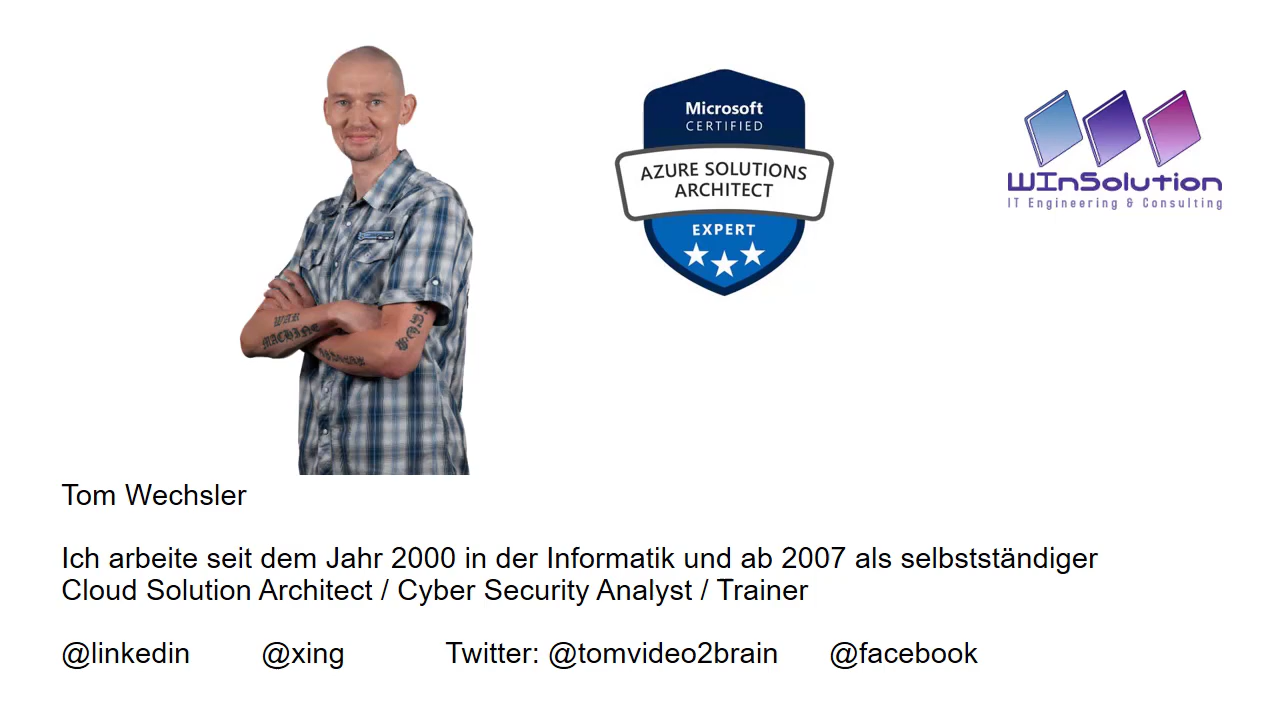 Microsoft
CERTIFIED
AZURE SOLUTIONS
ARCHITECT
EXPERT
WInSolution
IT Engineering & Consulting
WAR
MACHINE
Tom Wechsler
Ich arbeite seit dem Jahr 2000 in der Informatik und ab 2007 als selbstständiger
Cloud Solution Architect / Cyber Security Analyst / Trainer
@linkedin @xing Twitter: @tomvideo2brain @facebook